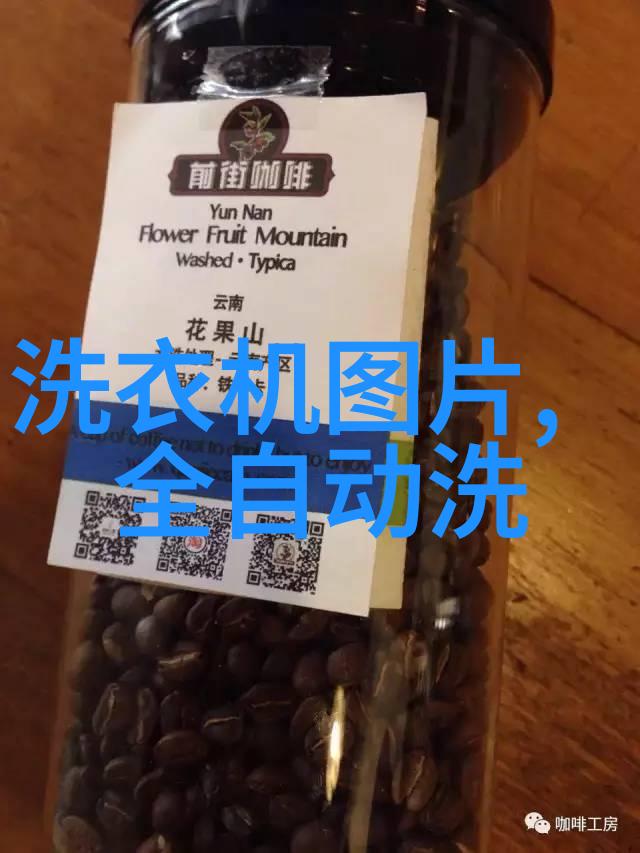 前街咖啡
Yun Nan
Flower Fruit Mountain
Washed • Typica
云南
花果山
洗衣机图片，
全自动洗
咖啡工房